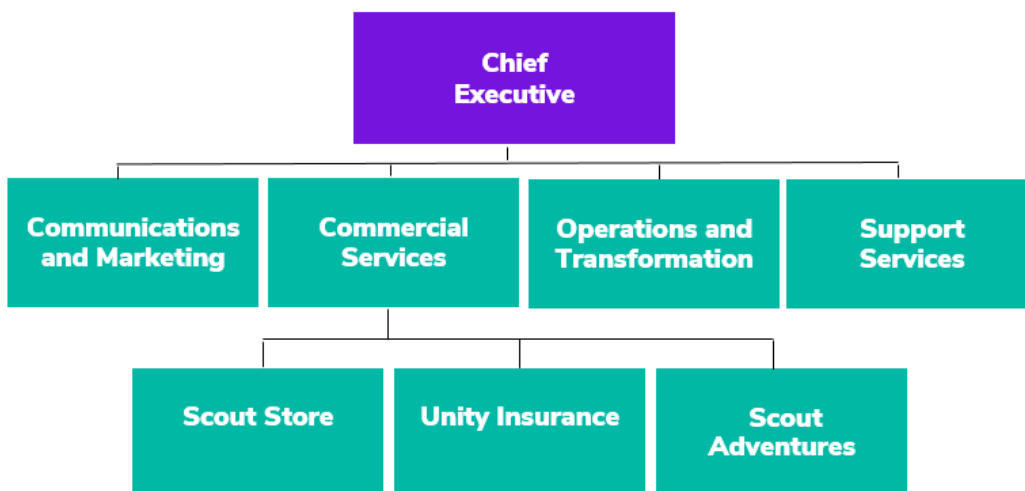 Chief
Executive
Communications
and Marketing
Commercial
Services
Operations and
Transformation
Support
Services
Scout Store
Unity Insurance
Scout
Adventures